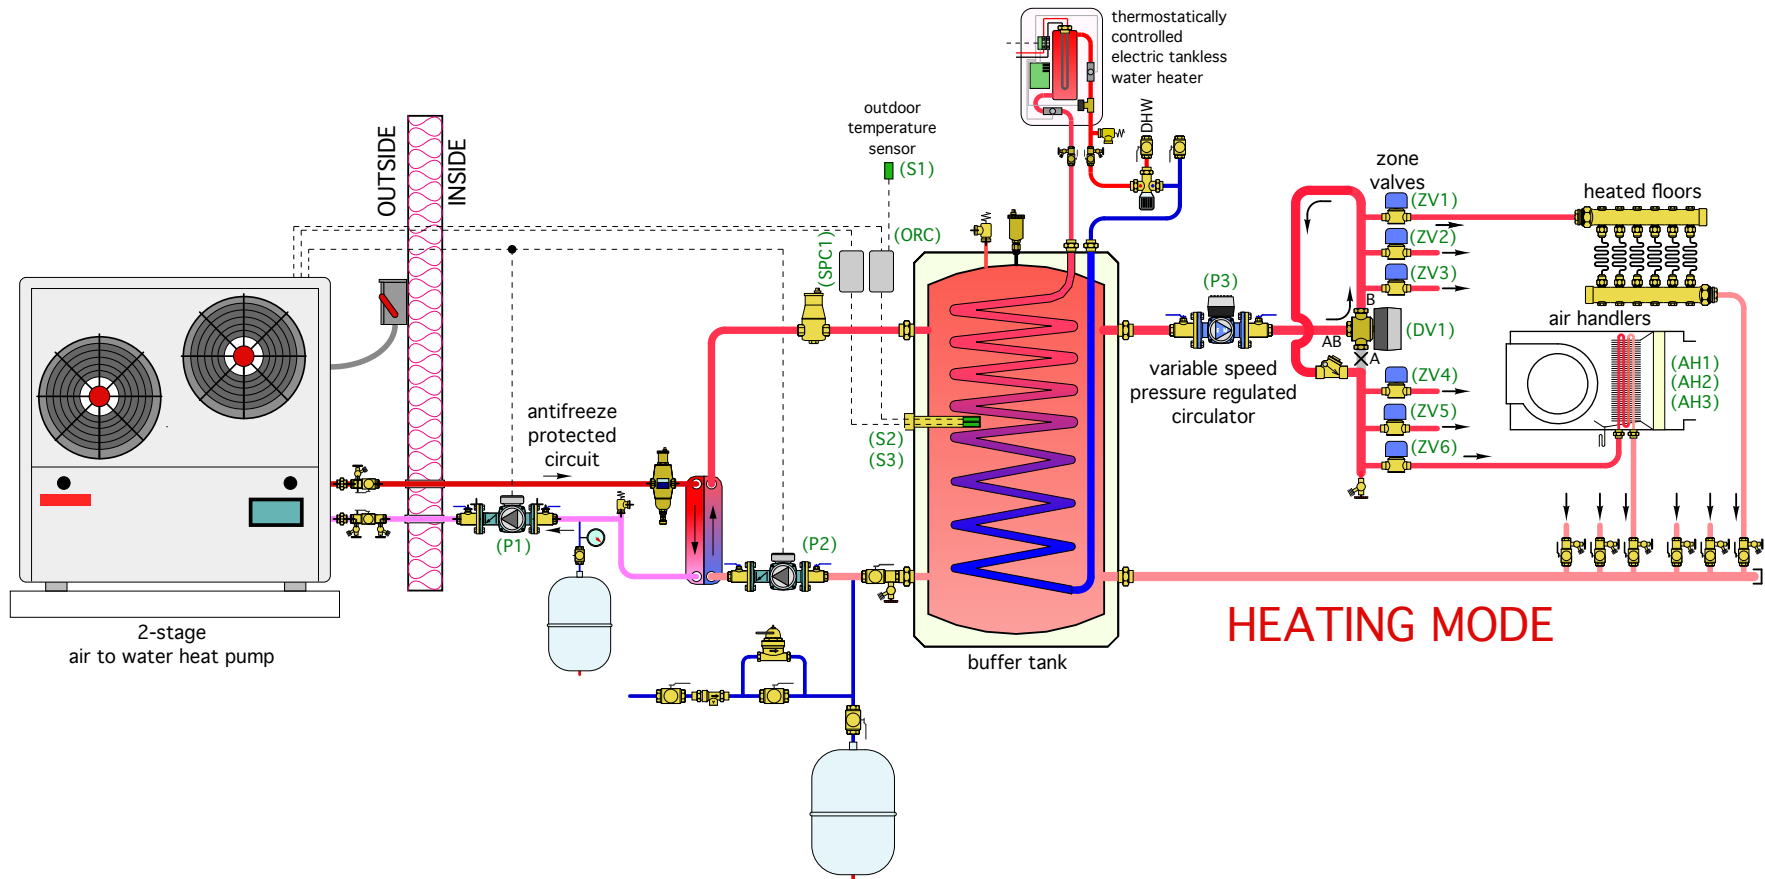 thermostatically
controlled
electric tankless
water heater
outdoor
temperature
sensor
(S1)
DHW
OUTSIDE
INSIDE
(SPC1)
(ORC)
zone
valves
(ZV1)
(ZV2)
(ZV3)
heated floors
(P3)
B
AB
A
(DV1)
variable speed
pressure regulated
circulator
air handlers
(AH1)
(AH2)
(AH3)
(ZV4)
(ZV5)
(ZV6)
antifreeze
protected
circuit
(S2)
(S3)
(P1)
(P2)
HEATING MODE
2-stage
air to water heat pump
buffer tank